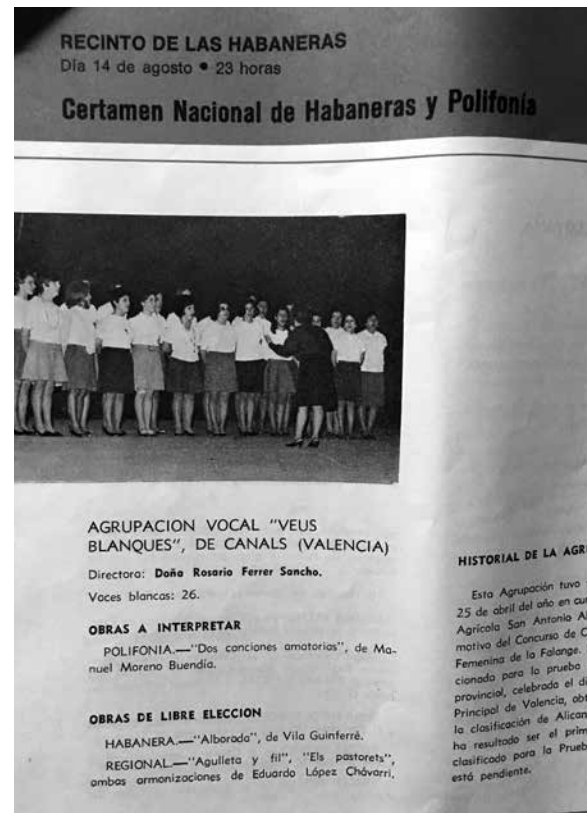 RECINTO DE LAS HABANERAS
Día 14 de agosto • 23 horas
Certamen Nacional de Habaneras y Polifonía
AGRUPACION VOCAL "VEUS
BLANQUES", DE CANALS (VALENCIA)
Directora: Doña Rosario Ferrer Sancho.
Voces blancas: 26.
OBRAS A INTERPRETAR
POLIFONIA.—"Dos canciones amatorias", de Ma-
nuel Moreno Buendía.
OBRAS DE LIBRE ELECCION
HABANERA.—"Alborada", de Vila Guinferré.
REGIONAL.—"Agulleta y fil", "Els pastorets",
ambas armonizaciones de Eduardo López Chávarri.
HISTORIAL DE LA AGR
Esta Agrupación tuvo
25 de abril del año en cu
Agrícola San Antonio A
motivo del Concurso de C
Femenina de la Falange.
cionado para la prueba
provincial, celebrada el d
Principal de Valencia, ob
la clasificación de Alican
ha resultado ser el prim
clasificado para la Prueb
está pendiente.